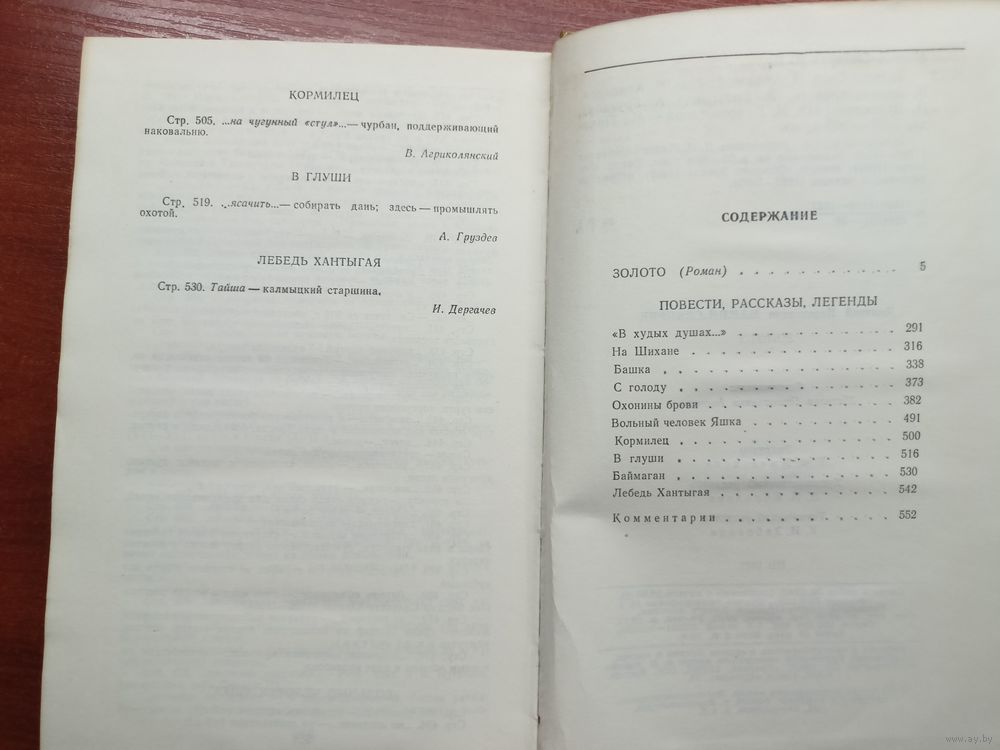 КОРМИЛЕЦ
Стр. 505. ...на чугунный «стул»...— чурбан, поддерживающий
наковальню.
В. Агриколянский
В ГЛУШИ
Стр. 519. ...ясачить...— собирать дань; здесь — промышлять
охотой.
А. Груздев
ЛЕБЕДЬ ХАНТЫГАЯ
Стр. 530. Тайша — калмыцкий старшина.
И. Дергачев
СОДЕРЖАНИЕ
ЗОЛОТО (Роман) . . . . . . . . . . 5
ПОВЕСТИ, РАССКАЗЫ, ЛЕГЕНДЫ
«В худых душах...» . . . . . . . . . . 291
На Шихане . . . . . . . . . . . . 316
Башка . . . . . . . . . . . . . 338
С голоду . . . . . . . . . . . . 373
Охонины брови . . . . . . . . . . . 382
Вольный человек Яшка . . . . . . . . . 491
Кормилец . . . . . . . . . . . . 500
В глуши . . . . . . . . . . . . 516
Баймаган . . . . . . . . . . . . 530
Лебедь Хантыгая . . . . . . . . . . 542
Комментарии . . . . . . . . . . 552
www.ay.by